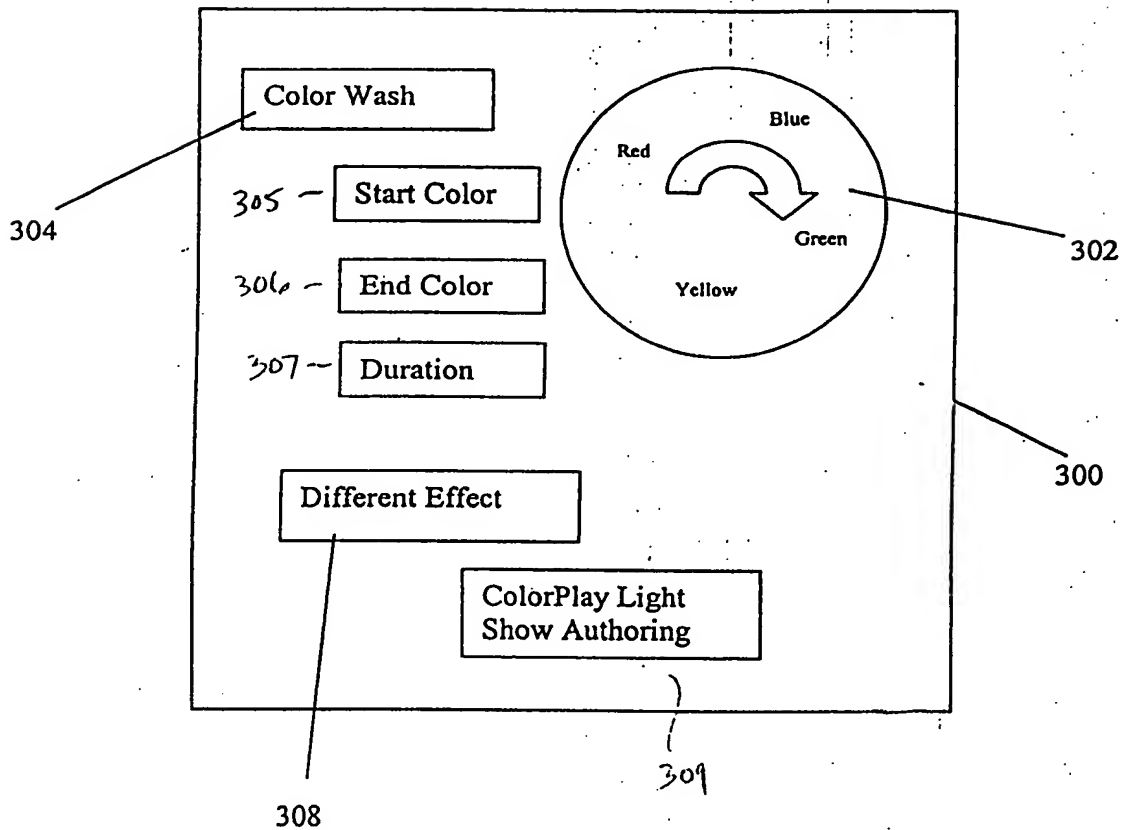 Color Wash
Blue
Red
305
Start Color
304
Green
302
306
End Color
Yellow
307
Duration
300
Different Effect
ColorPlay Light
Show Authoring
309
308